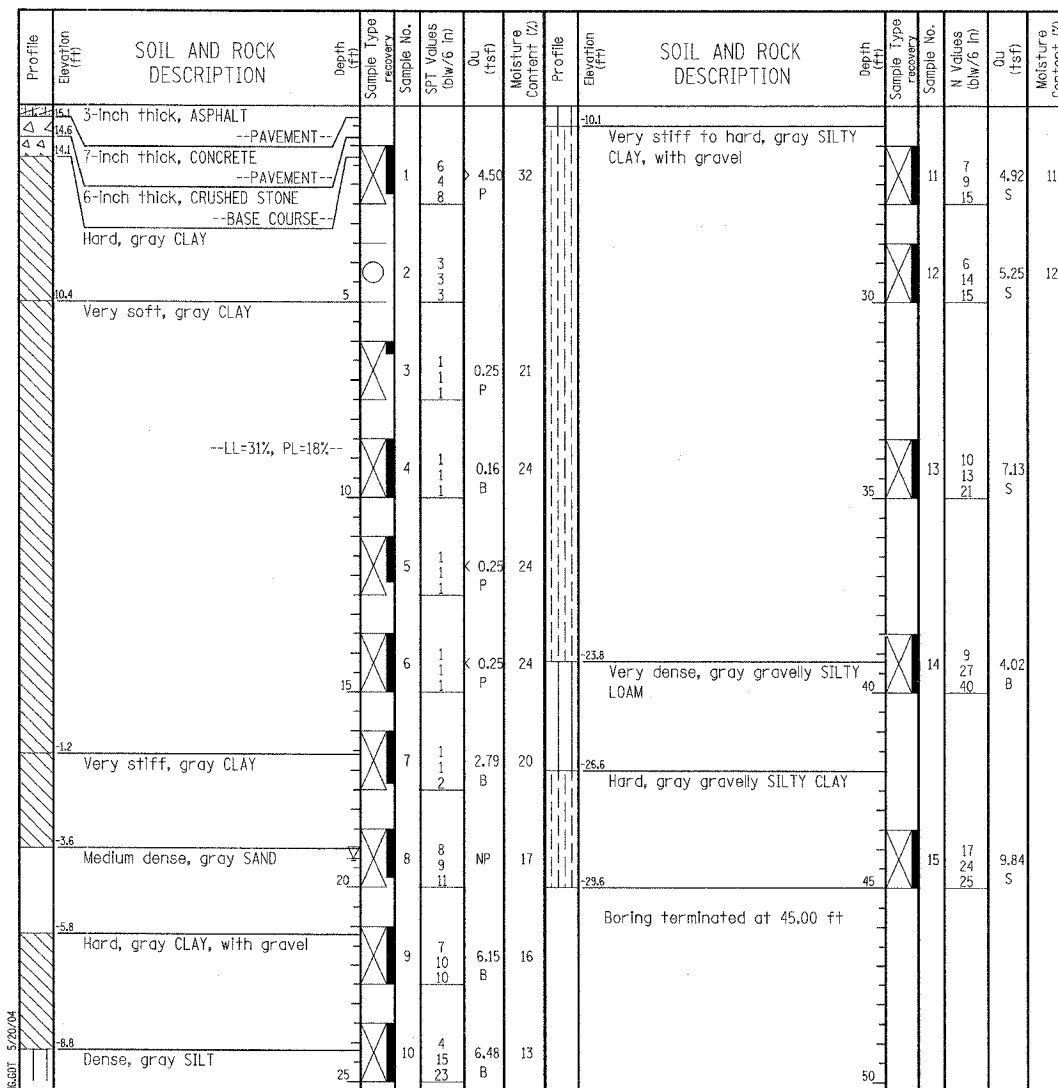 Profile
Elevation (ft)
SOIL AND ROCK
DESCRIPTION
Depth (ft)
Sample Type
recovery
Sample No.
SPT Values (blw/6 in)
Qu (tsf)
Moisture Content (%)
15.1 3-inch thick, ASPHALT
--PAVEMENT--
14.6
7-inch thick, CONCRETE
--PAVEMENT--
14.1
6-inch thick, CRUSHED STONE
--BASE COURSE--
Hard, gray CLAY
1 6 4 8 > 4.50 P 32
2 3 3 3
10.4 5
Very soft, gray CLAY
3 1 1 1 0.25 P 21
--LL=31%, PL=18%--
4 1 1 1 0.16 B 24
10
5 1 1 1 < 0.25 P 24
6 1 1 1 < 0.25 P 24
15
-1.2
Very stiff, gray CLAY
7 1 1 2 2.79 B 20
-3.6
Medium dense, gray SAND
8 8 9 11 NP 17
20
-5.8
Hard, gray CLAY, with gravel
9 7 10 10 6.15 B 16
-8.8
Dense, gray SILT
10 4 15 23 6.48 B 13
25
Profile
Elevation (ft)
SOIL AND ROCK
DESCRIPTION
Depth (ft)
Sample Type
recovery
Sample No.
N Values (blw/6 in)
Qu (tsf)
Moisture Content (%)
-10.1
Very stiff to hard, gray SILTY
CLAY, with gravel
11 7 9 15 4.92 S 11
12 6 14 15 5.25 S 12
30
13 10 13 21 7.13 S
35
-23.8
Very dense, gray gravelly SILTY
LOAM
14 9 27 40 4.02 B
40
-26.6
Hard, gray gravelly SILTY CLAY
15 17 24 25 9.84 S
-29.6 45
Boring terminated at 45.00 ft
50
5/20/04